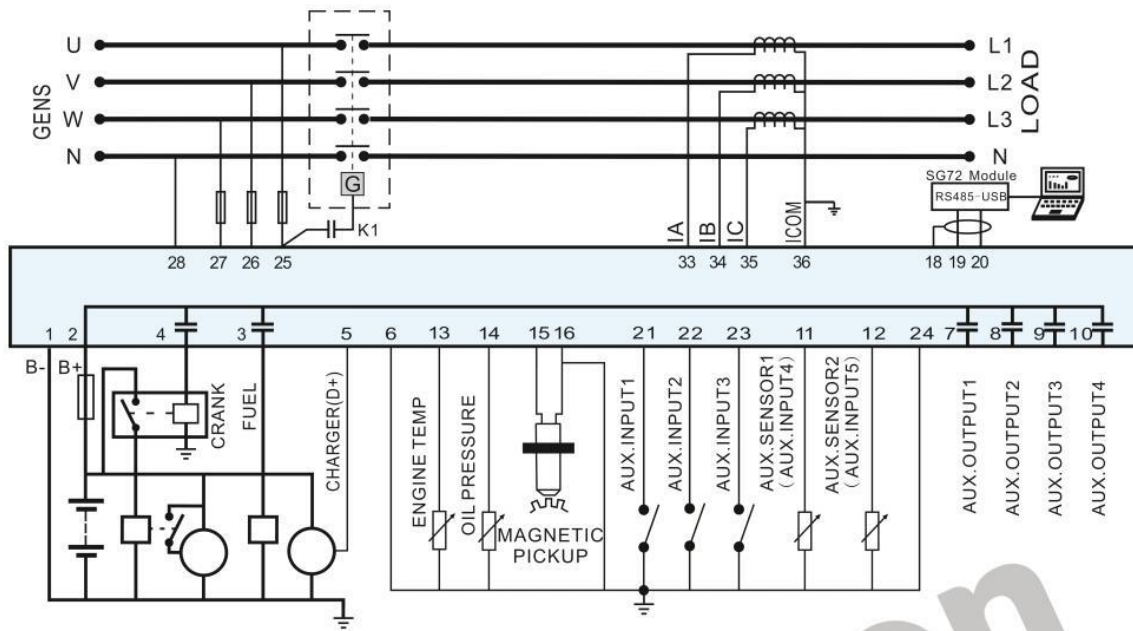 U
V
W
N
GENS
G
K1
L1
L2
L3
N
LOAD
SG72 Module
RS485-USB
IA
IB
IC
ICOM
28 27 26 25 33 34 35 36 18 19 20
1 2 4 3 5 6 13 14 15 16 21 22 23 11 12 24 7 8 9 10
B-
B+
CRANK
FUEL
CHARGER(D+)
ENGINE TEMP
OIL PRESSURE
MAGNETIC
PICKUP
AUX.INPUT1
AUX.INPUT2
AUX.INPUT3
AUX.SENSOR1
(AUX.INPUT4)
AUX.SENSOR2
(AUX.INPUT5)
AUX.OUTPUT1
AUX.OUTPUT2
AUX.OUTPUT3
AUX.OUTPUT4